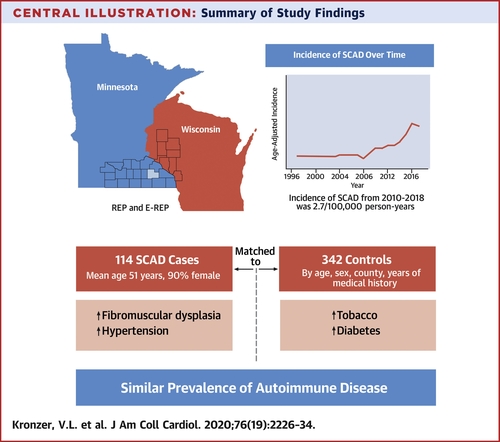 CENTRAL ILLUSTRATION: Summary of Study Findings
Minnesota
Wisconsin
REP and E-REP
Incidence of SCAD Over Time
Age-Adjusted Incidence
1996 2000 2004 2008 2012 2016
Year
Incidence of SCAD from 2010-2018
was 2.7/100,000 person-years
114 SCAD Cases
Mean age 51 years, 90% female
Matched
to
342 Controls
By age, sex, county, years of
medical history
↑Fibromuscular dysplasia
↑Hypertension
↑Tobacco
↑Diabetes
Similar Prevalence of Autoimmune Disease
Kronzer, V.L. et al. J Am Coll Cardiol. 2020;76(19):2226-34.